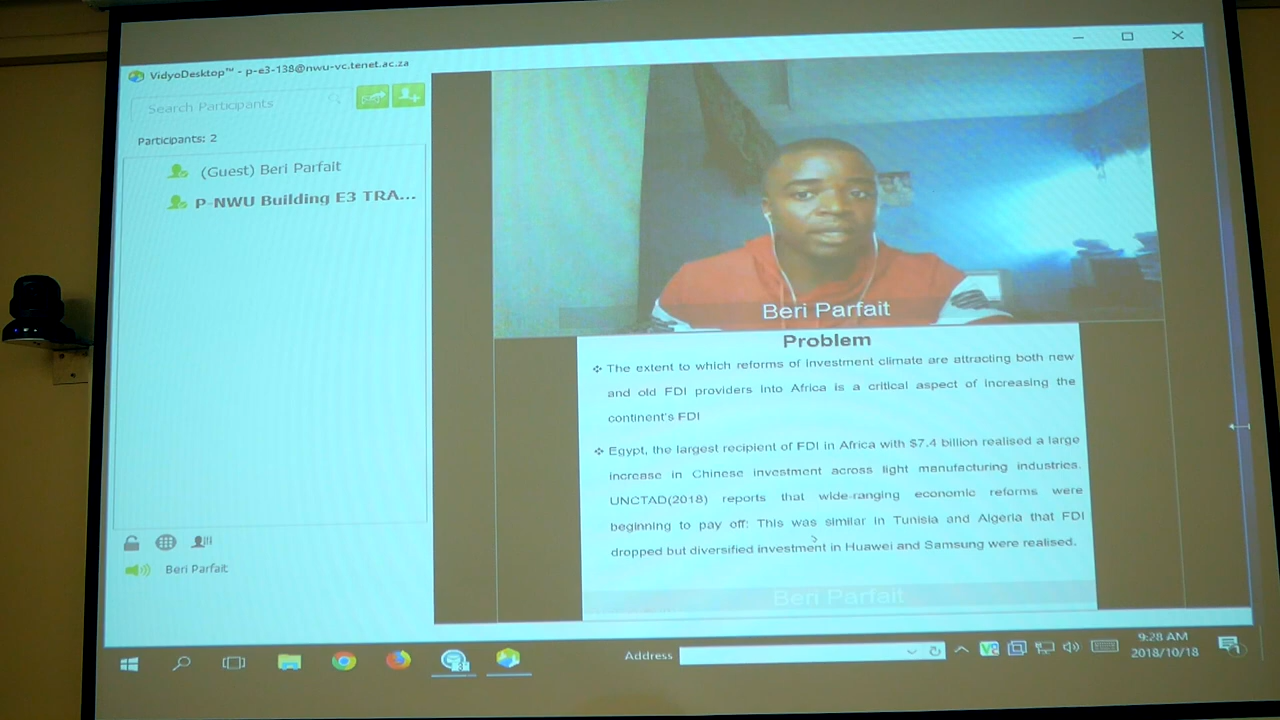 VidyoDesktop™ - p-e3-138@nwu-vc.tenet.ac.za
Search Participants
Participants: 2
(Guest) Beri Parfait
P-NWU Building E3 TRA...
Beri Parfait
Beri Parfait
Problem
❖ The extent to which reforms of investment climate are attracting both new
and old FDI providers into Africa is a critical aspect of increasing the
continent's FDI
❖ Egypt, the largest recipient of FDI in Africa with $7.4 billion realised a large
increase in Chinese investment across light manufacturing industries.
UNCTAD(2018) reports that wide-ranging economic reforms were
beginning to pay off: This was similar in Tunisia and Algeria that FDI
dropped but diversified investment in Huawei and Samsung were realised.
Beri Parfait
Address
9:28 AM
2018/10/18
1